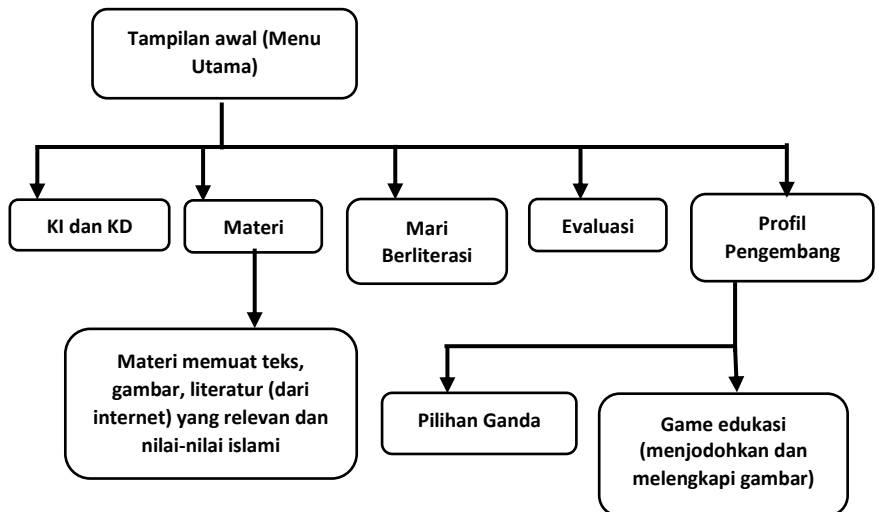 Tampilan awal (Menu
Utama)
KI dan KD
Materi
Mari
Berliterasi
Evaluasi
Profil
Pengembang
Materi memuat teks,
gambar, literatur (dari
internet) yang relevan dan
nilai-nilai islami
Pilihan Ganda
Game edukasi
(menjodohkan dan
melengkapi gambar)